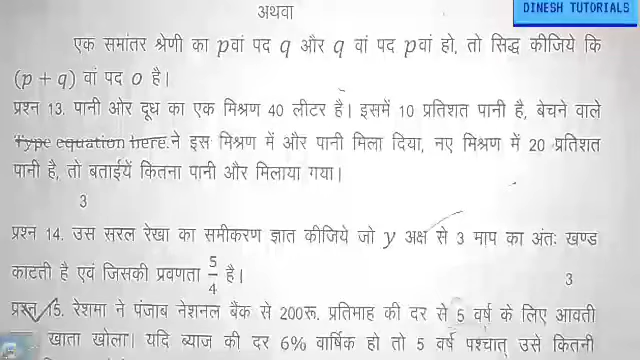 DINESH TUTORIALS
अथवा
एक समांतर श्रेणी का pवां पद q और q वां पद pवां हो, तो सिद्ध कीजिये कि
(p + q) वां पद 0 है।
प्रश्न 13. पानी ओर दूध का एक मिश्रण 40 लीटर है। इसमें 10 प्रतिशत पानी है, बेचने वाले
Type equation here.ने इस मिश्रण में और पानी मिला दिया, नए मिश्रण में 20 प्रतिशत
पानी है, तो बताईयें कितना पानी और मिलाया गया।
3
प्रश्न 14. उस सरल रेखा का समीकरण ज्ञात कीजिये जो y अक्ष से 3 माप का अंतः खण्ड
काटती है एवं जिसकी प्रवणता 5/4 है।
3
प्रश्न 15. रेशमा ने पंजाब नेशनल बैंक से 200रू. प्रतिमाह की दर से 5 वर्ष के लिए आवती
खाता खोला। यदि ब्याज की दर 6% वार्षिक हो तो 5 वर्ष पश्चात् उसे कितनी